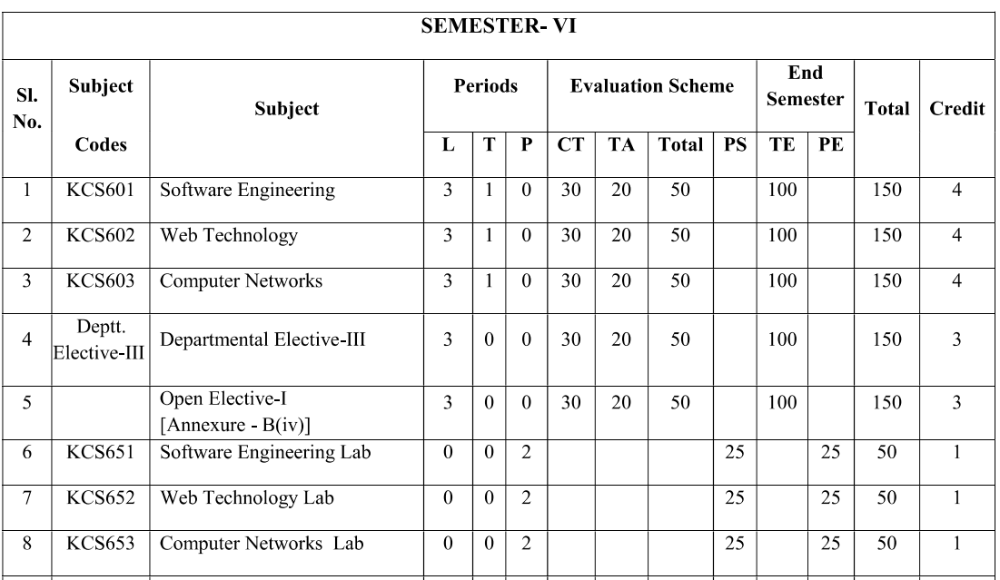 SEMESTER- VI
Sl. No. Subject Codes Subject Periods Evaluation Scheme End Semester Total Credit
L T P CT TA Total PS TE PE
1 KCS601 Software Engineering 3 1 0 30 20 50 100 150 4
2 KCS602 Web Technology 3 1 0 30 20 50 100 150 4
3 KCS603 Computer Networks 3 1 0 30 20 50 100 150 4
4 Deptt. Elective-III Departmental Elective-III 3 0 0 30 20 50 100 150 3
5 Open Elective-I [Annexure - B(iv)] 3 0 0 30 20 50 100 150 3
6 KCS651 Software Engineering Lab 0 0 2 25 25 50 1
7 KCS652 Web Technology Lab 0 0 2 25 25 50 1
8 KCS653 Computer Networks Lab 0 0 2 25 25 50 1